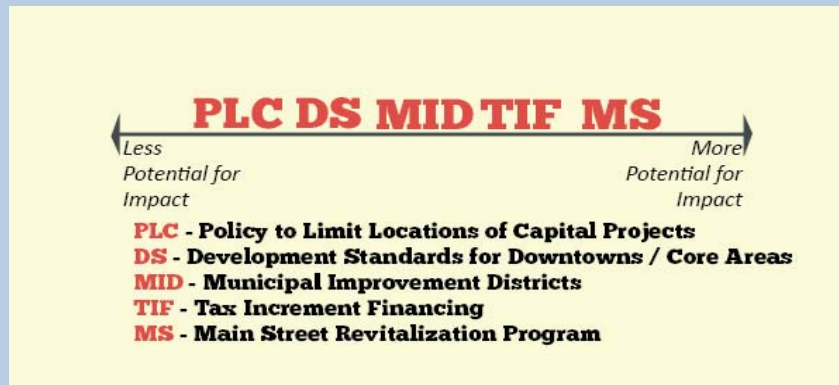 PLC DS MID TIF MS
Less More
Potential for Potential for
Impact Impact
PLC - Policy to Limit Locations of Capital Projects
DS - Development Standards for Downtowns / Core Areas
MID - Municipal Improvement Districts
TIF - Tax Increment Financing
MS - Main Street Revitalization Program